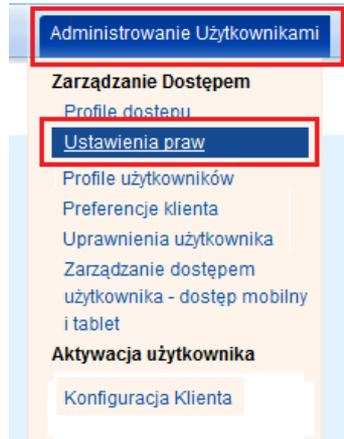 Administrowanie Użytkownikami
Zarządzanie Dostępem
Profile dostępu
Ustawienia praw
Profile użytkowników
Preferencje klienta
Uprawnienia użytkownika
Zarządzanie dostępem
użytkownika - dostęp mobilny
i tablet
Aktywacja użytkownika
Konfiguracja Klienta